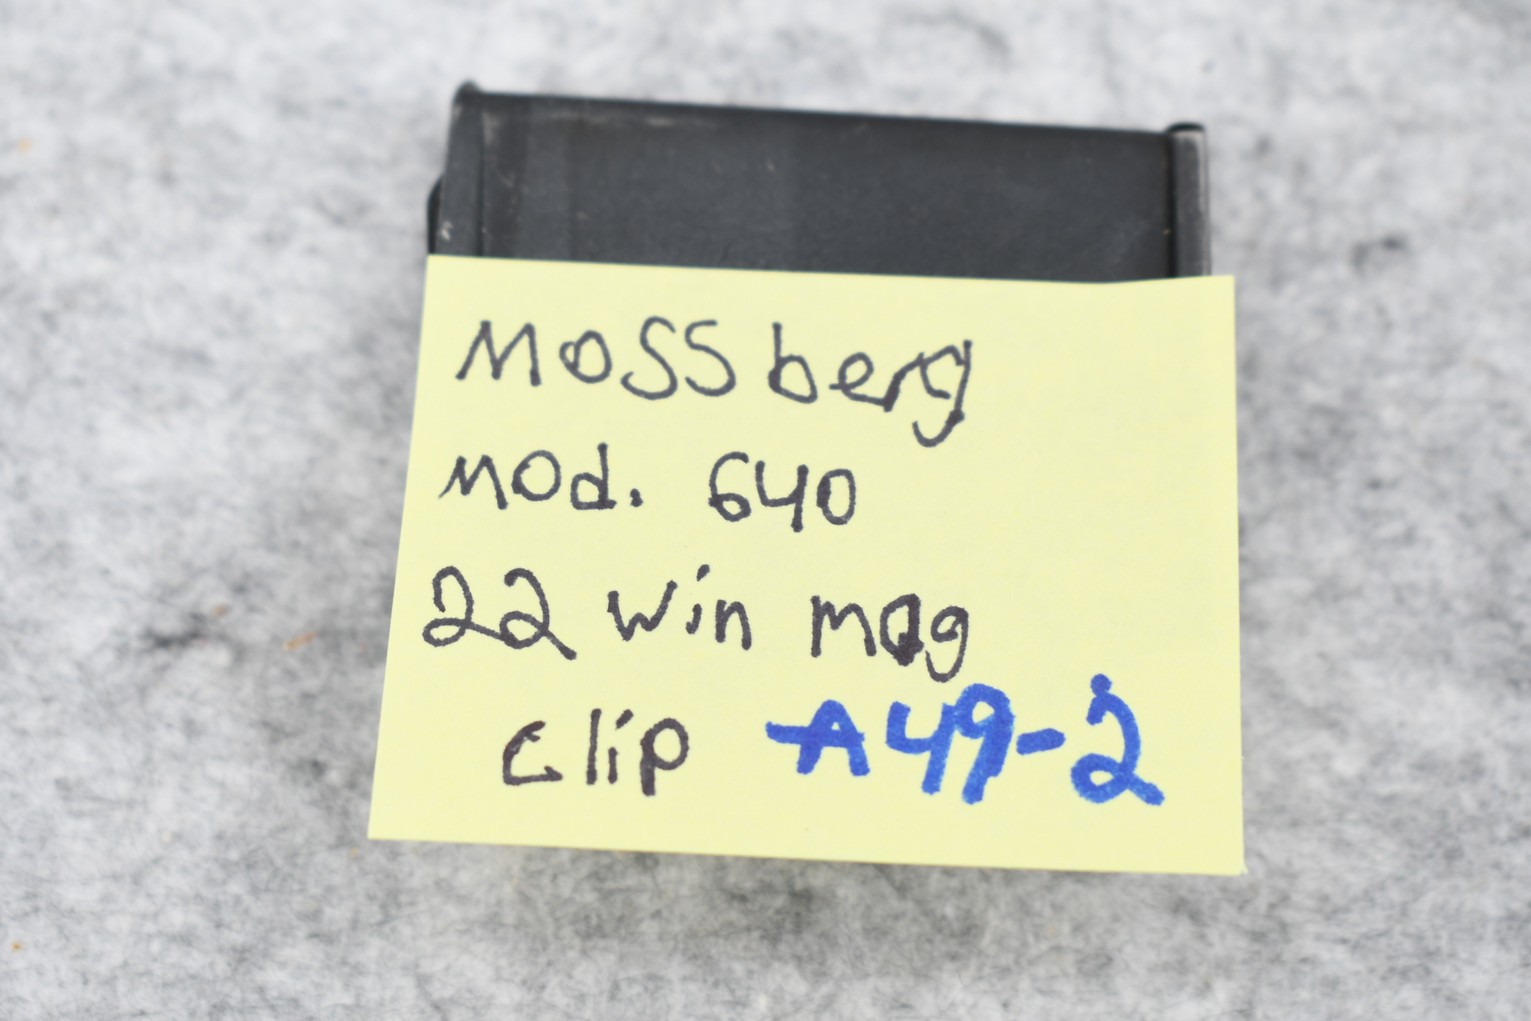 Mossberg
Mod. 640
22 Win mag
Clip A49-2